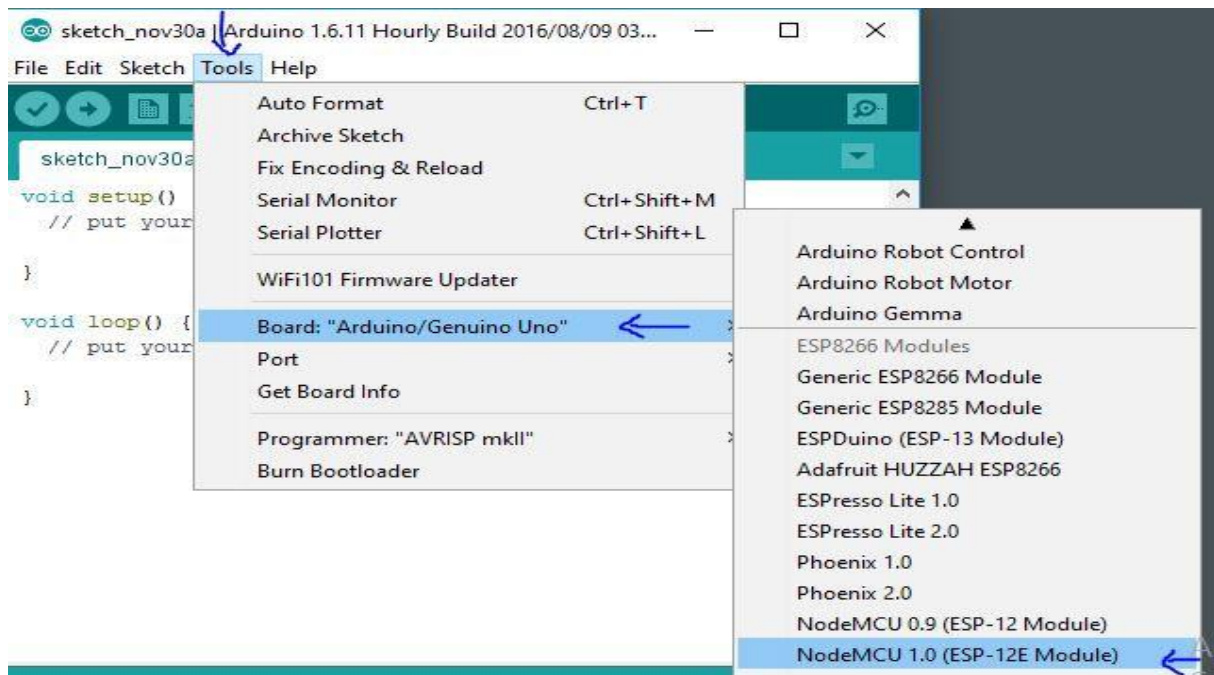 sketch_nov30a | Arduino 1.6.11 Hourly Build 2016/08/09 03...
File Edit Sketch Tools Help
sketch_nov30a
void setup()
// put your
}
void loop() {
// put your
}
Auto Format Ctrl+T
Archive Sketch
Fix Encoding & Reload
Serial Monitor Ctrl+Shift+M
Serial Plotter Ctrl+Shift+L
WiFi101 Firmware Updater
Board: "Arduino/Genuino Uno"
Port
Get Board Info
Programmer: "AVRISP mkII"
Burn Bootloader
Arduino Robot Control
Arduino Robot Motor
Arduino Gemma
ESP8266 Modules
Generic ESP8266 Module
Generic ESP8285 Module
ESPDuino (ESP-13 Module)
Adafruit HUZZAH ESP8266
ESPresso Lite 1.0
ESPresso Lite 2.0
Phoenix 1.0
Phoenix 2.0
NodeMCU 0.9 (ESP-12 Module)
NodeMCU 1.0 (ESP-12E Module)